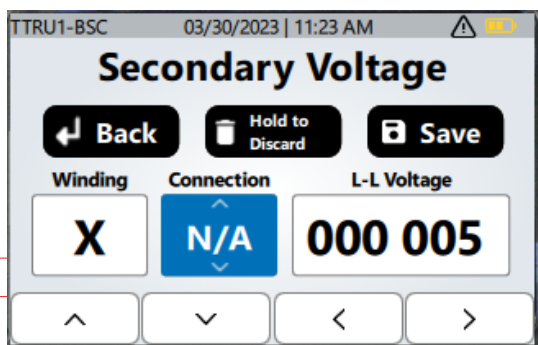 TTRU1-BSC 03/30/2023 | 11:23 AM
Secondary Voltage
Back Hold to Discard Save
Winding Connection L-L Voltage
X N/A 000 005